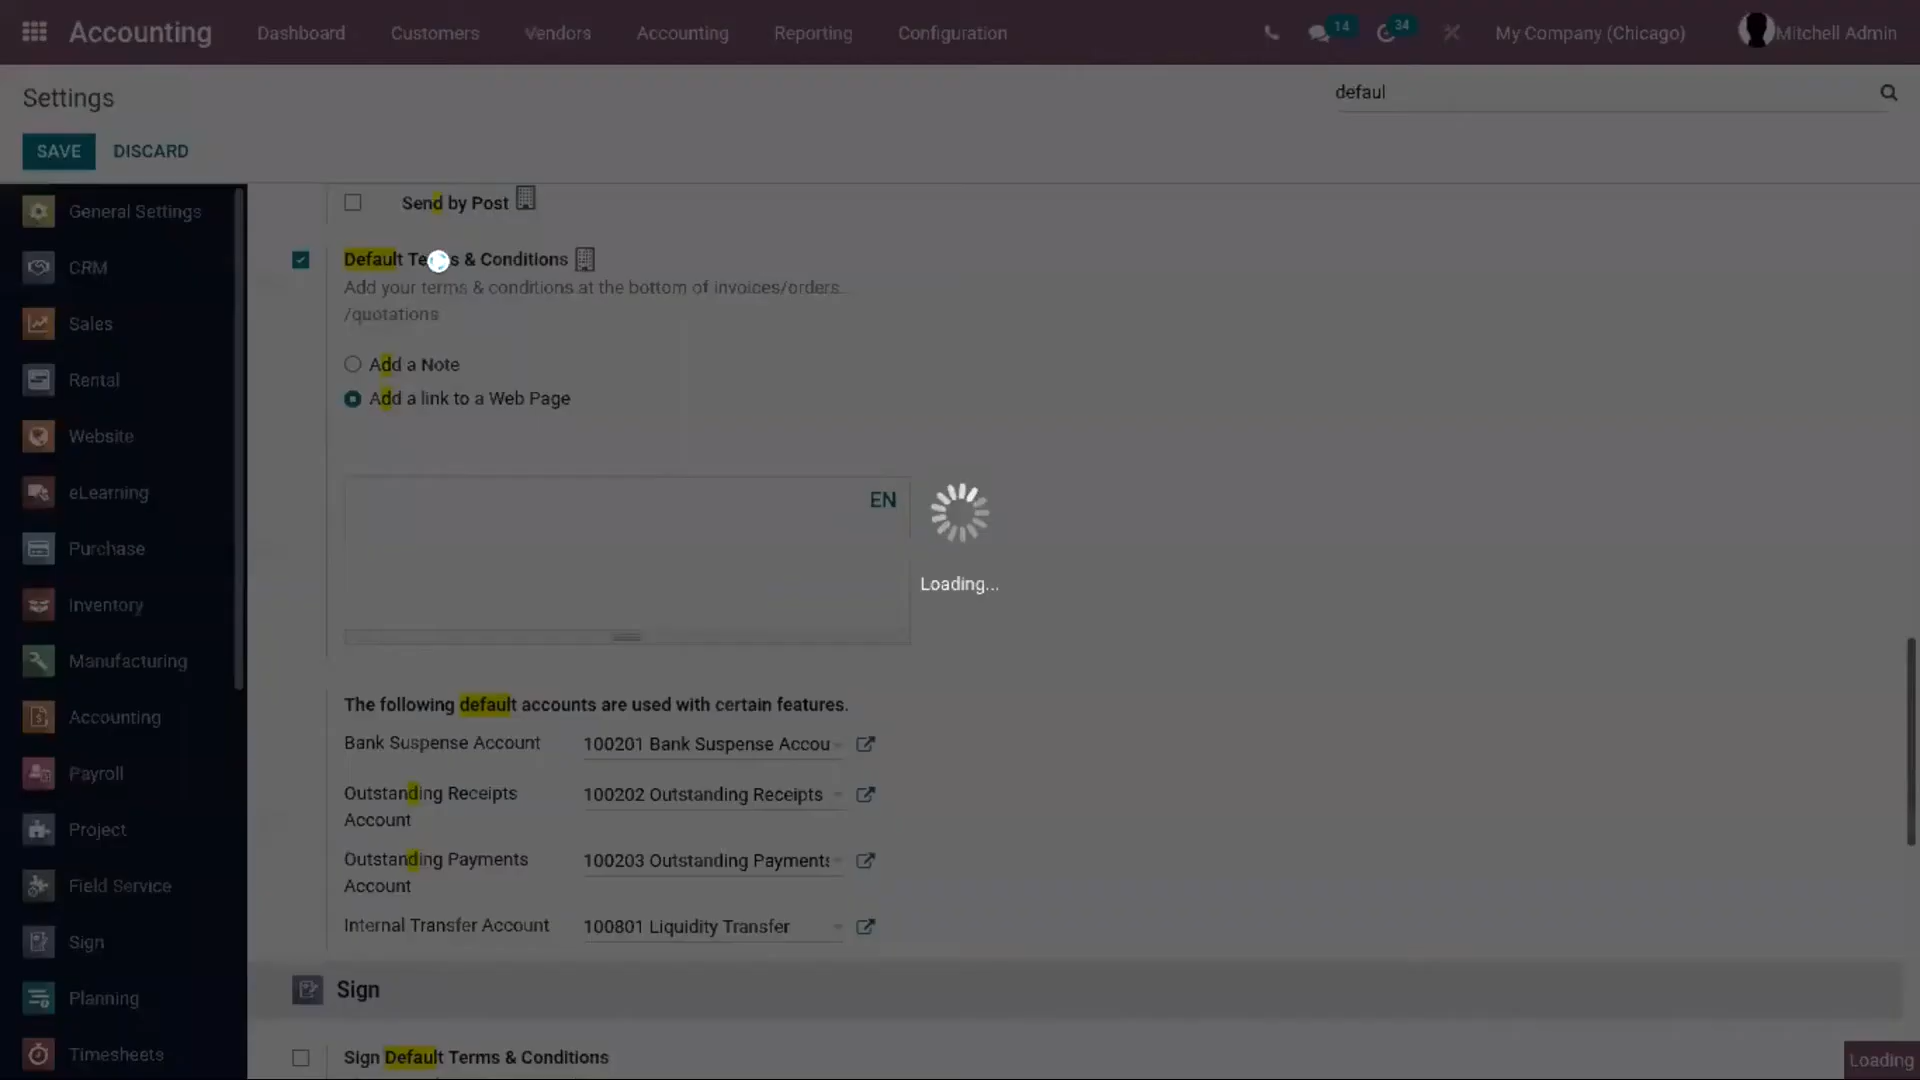 Accounting
Dashboard
Customers
Vendors
Accounting
Reporting
Configuration
14
34
My Company (Chicago)
Mitchell Admin
Settings
defaul
SAVE
DISCARD
General Settings
CRM
Sales
Rental
Website
eLearning
Purchase
Inventory
Manufacturing
Accounting
Payroll
Project
Field Service
Sign
Planning
Timesheets
Send by Post
Default Te s & Conditions
Add your terms & conditions at the bottom of invoices/orders...
/quotations
Add a Note
Add a link to a Web Page
EN
Loading...
The following default accounts are used with certain features.
Bank Suspense Account
100201 Bank Suspense Accou
Outstanding Receipts
Account
100202 Outstanding Receipts
Outstanding Payments
Account
100203 Outstanding Payments
Internal Transfer Account
100801 Liquidity Transfer
Sign
Sign Default Terms & Conditions
Loading